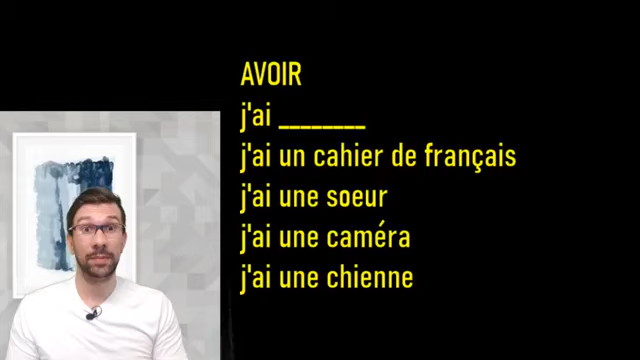 AVOIR
j'ai ________
j'ai un cahier de français
j'ai une soeur
j'ai une caméra
j'ai une chienne